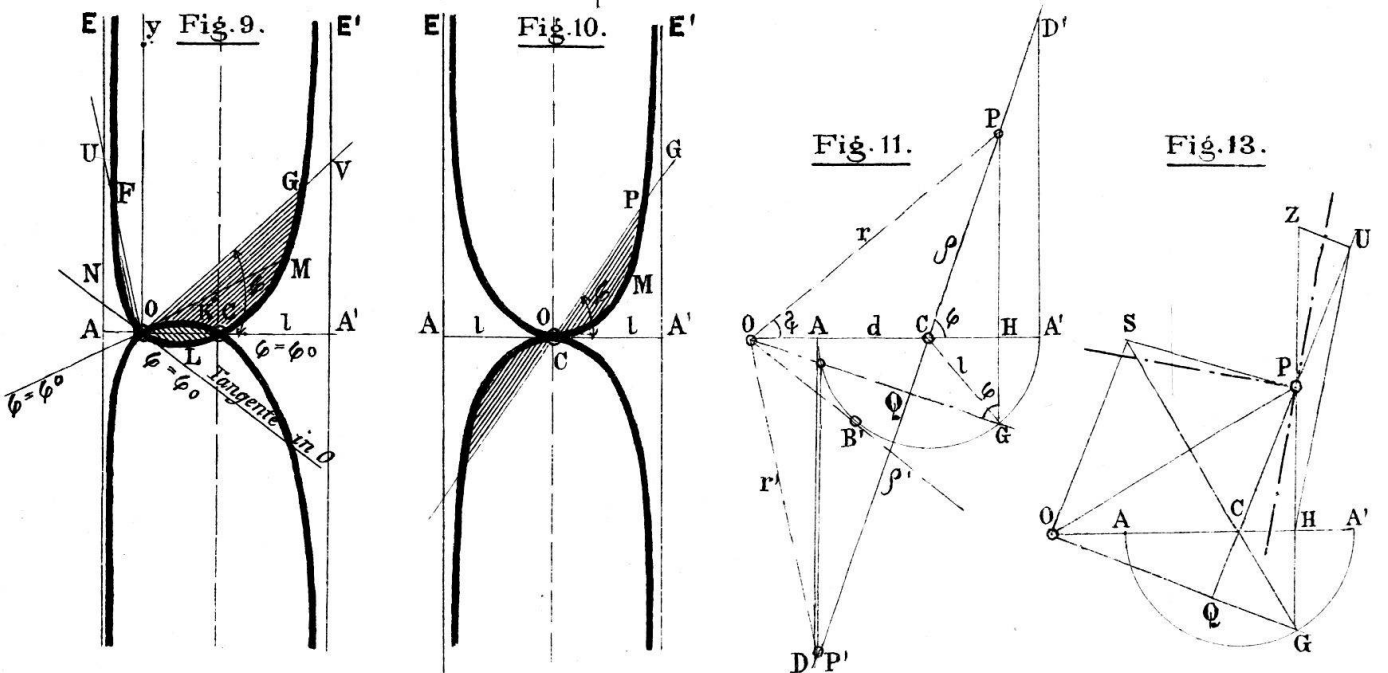 E y Fig. 9. E'
U
F
G
V
N
M
φ
O
K
C
A
l
A'
L
φ=φ₀
φ=φ₀
φ=φ₀
Tangente in O
E Fig. 10. E'
G
P
M
φ
O
A
l
l
A'
C
Fig. 11.
D'
P
r
ρ
O
A
d
C
φ
H
A'
l
φ
Q
B'
G
r'
ρ'
D
P'
Fig. 13.
Z
U
S
P
O
A
C
H
A'
Q
G